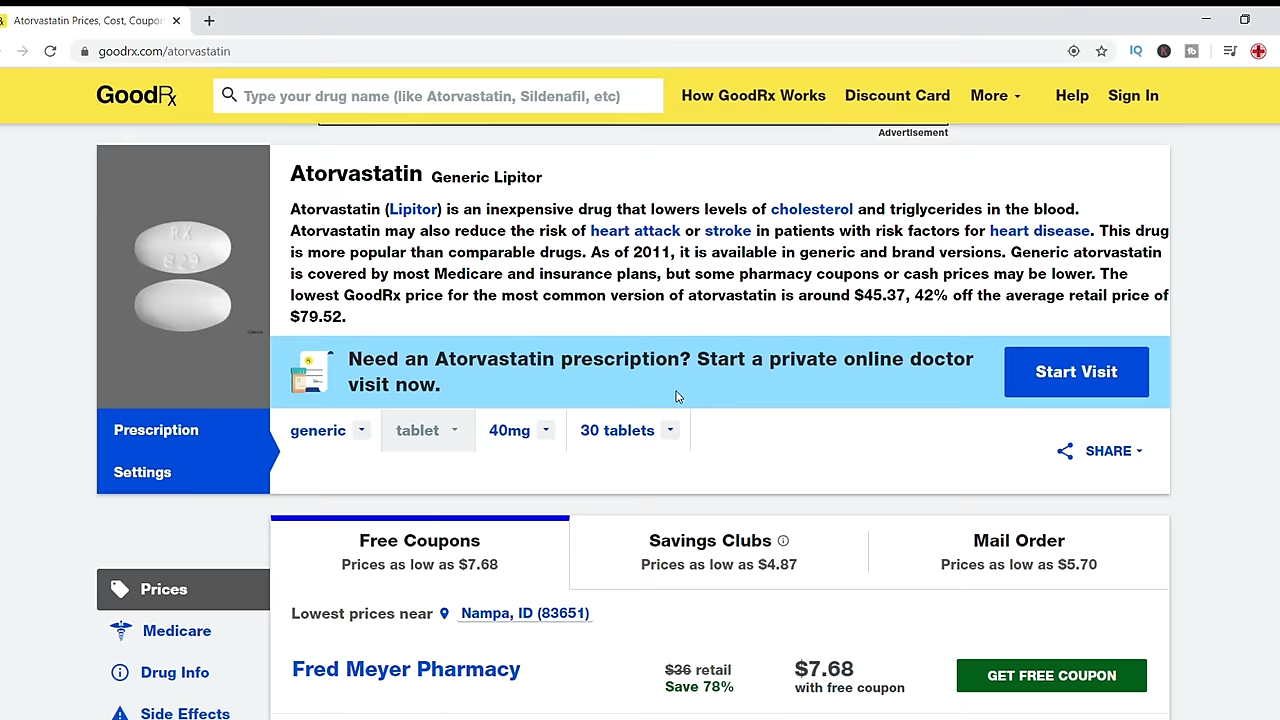 Atorvastatin Prices, Cost, Coupo
goodrx.com/atorvastatin
IQ
K
tb
GoodRx
Type your drug name (like Atorvastatin, Sildenafil, etc)
How GoodRx Works
Discount Card
More
Help
Sign In
Advertisement
RX
829
Atorvastatin Generic Lipitor
Atorvastatin (Lipitor) is an inexpensive drug that lowers levels of cholesterol and triglycerides in the blood.
Atorvastatin may also reduce the risk of heart attack or stroke in patients with risk factors for heart disease. This drug
is more popular than comparable drugs. As of 2011, it is available in generic and brand versions. Generic atorvastatin
is covered by most Medicare and insurance plans, but some pharmacy coupons or cash prices may be lower. The
lowest GoodRx price for the most common version of atorvastatin is around $45.37, 42% off the average retail price of
$79.52.
Need an Atorvastatin prescription? Start a private online doctor
visit now.
Start Visit
Prescription
Settings
generic
tablet
40mg
30 tablets
SHARE
Free Coupons
Prices as low as $7.68
Savings Clubs
Prices as low as $4.87
Mail Order
Prices as low as $5.70
Prices
Medicare
Drug Info
Side Effects
Lowest prices near Nampa, ID (83651)
Fred Meyer Pharmacy
$36 retail
Save 78%
$7.68
with free coupon
GET FREE COUPON